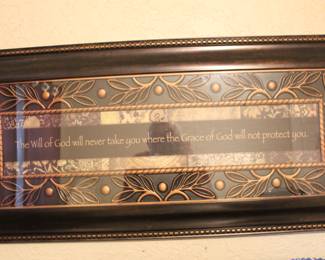 The Will of God will never take you where the Grace of God will not protect you.